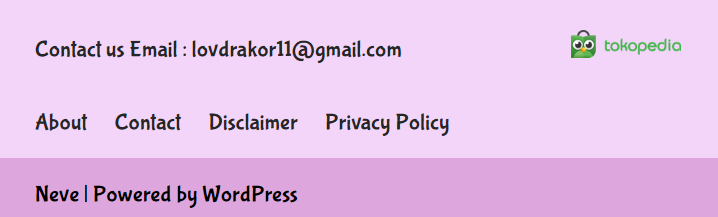 Contact us Email : lovdrakor11@gmail.com
tokopedia
About Contact Disclaimer Privacy Policy
Neve | Powered by WordPress